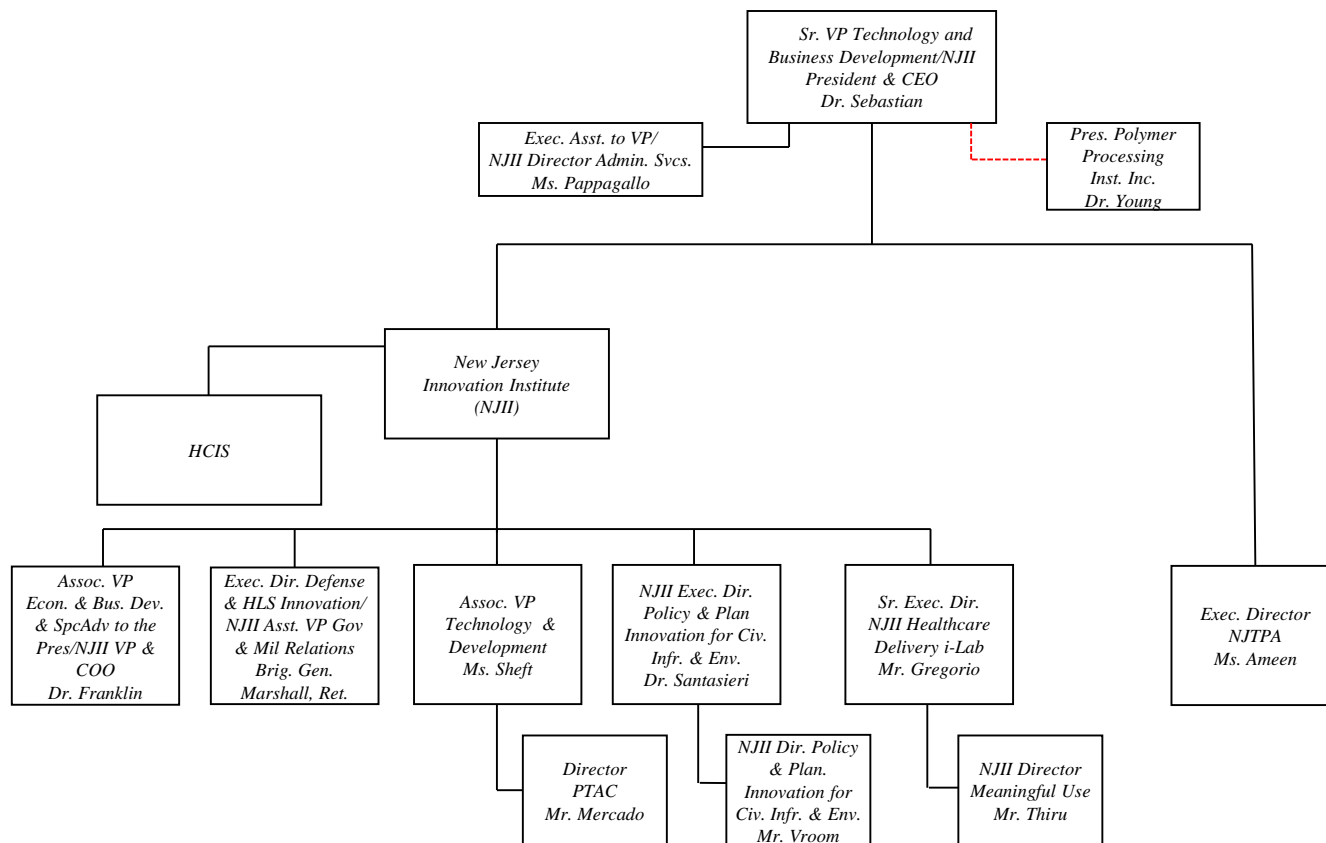 Sr. VP Technology and
Business Development/NJII
President & CEO
Dr. Sebastian
Exec. Asst. to VP/
NJII Director Admin. Svcs.
Ms. Pappagallo
Pres. Polymer
Processing
Inst. Inc.
Dr. Young
New Jersey
Innovation Institute
(NJII)
HCIS
Assoc. VP
Econ. & Bus. Dev.
& SpcAdv to the
Pres/NJII VP &
COO
Dr. Franklin
Exec. Dir. Defense
& HLS Innovation/
NJII Asst. VP Gov
& Mil Relations
Brig. Gen.
Marshall, Ret.
Assoc. VP
Technology &
Development
Ms. Sheft
NJII Exec. Dir.
Policy & Plan
Innovation for Civ.
Infr. & Env.
Dr. Santasieri
Sr. Exec. Dir.
NJII Healthcare
Delivery i-Lab
Mr. Gregorio
Exec. Director
NJTPA
Ms. Ameen
Director
PTAC
Mr. Mercado
NJII Dir. Policy
& Plan.
Innovation for
Civ. Infr. & Env.
Mr. Vroom
NJII Director
Meaningful Use
Mr. Thiru